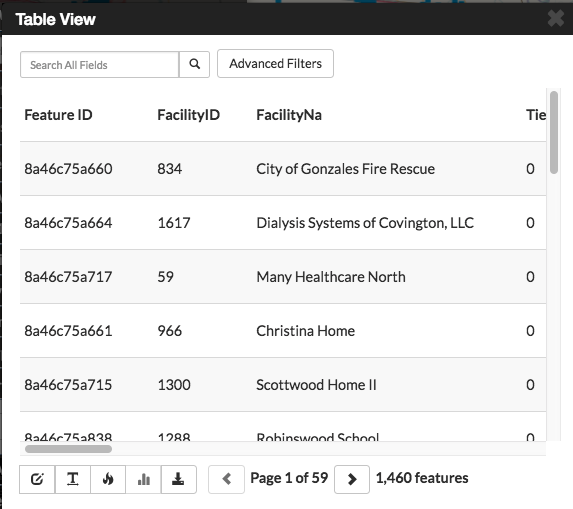 Table View
Search All Fields
Advanced Filters
Feature ID FacilityID FacilityNa Tie
8a46c75a660 834 City of Gonzales Fire Rescue 0
8a46c75a664 1617 Dialysis Systems of Covington, LLC 0
8a46c75a717 59 Many Healthcare North 0
8a46c75a661 966 Christina Home 0
8a46c75a715 1300 Scottwood Home II 0
8a46c75a838 1288 Robinswood School 0
Page 1 of 59 1,460 features